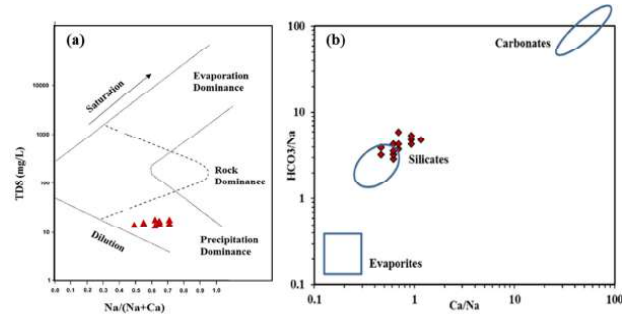 (a)
Evaporation
Dominance
Saturation
Rock
Dominance
Precipitation
Dominance
Dilution
TDS (mg/L)
10000
1000
100
10
1
0.0 0.1 0.2 0.3 0.4 0.5 0.6 0.7 0.8 0.9 1.0
Na/(Na+Ca)
(b)
Carbonates
Silicates
Evaporites
HCO3/Na
100
10
1
0.1
0.1 1 10 100
Ca/Na